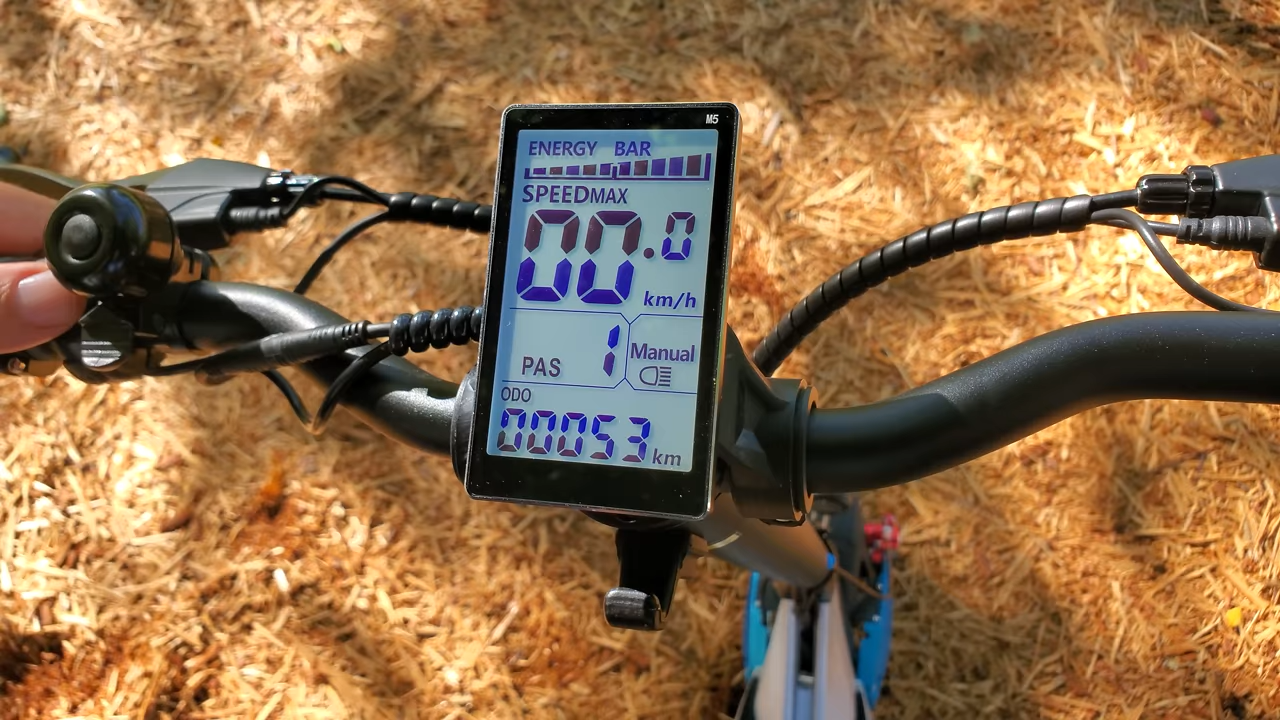 M5
ENERGY BAR
SPEEDMAX
00.0
km/h
PAS 1 Manual
ODO
00053 km